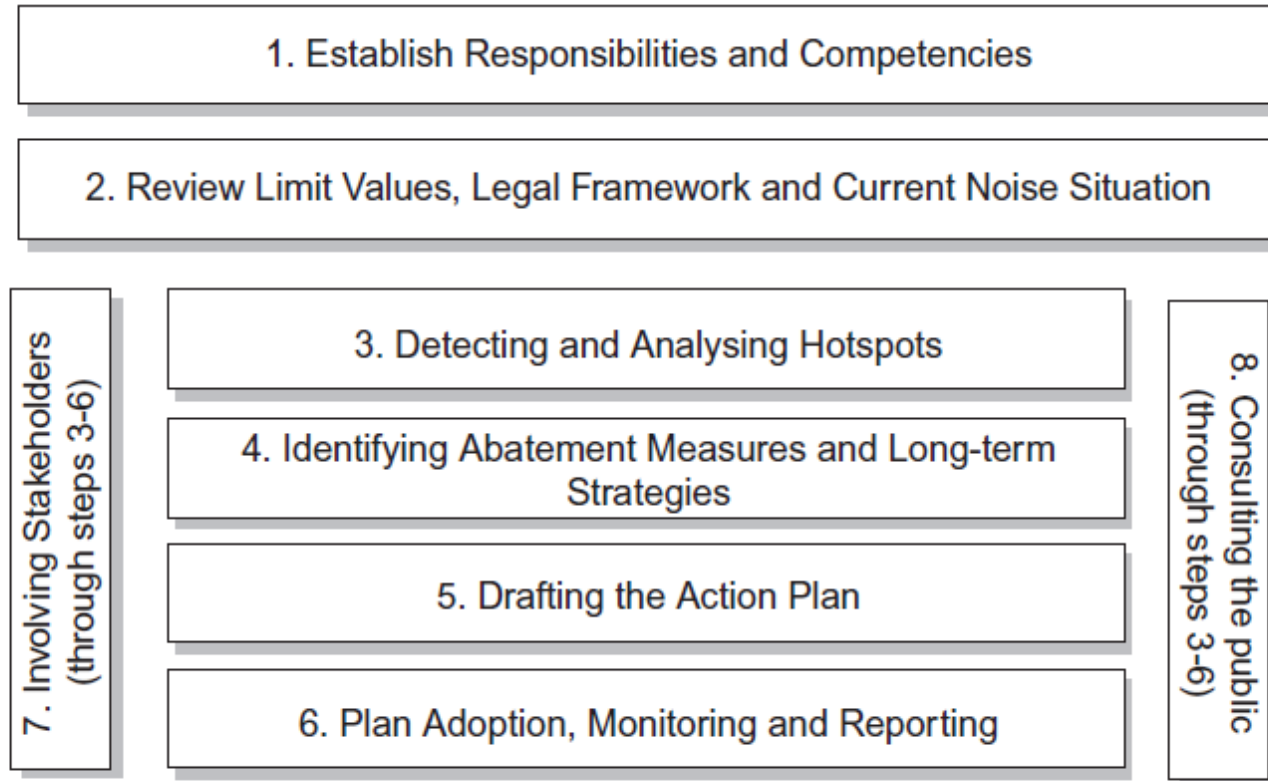 1. Establish Responsibilities and Competencies
2. Review Limit Values, Legal Framework and Current Noise Situation
7. Involving Stakeholders
(through steps 3-6)
3. Detecting and Analysing Hotspots
4. Identifying Abatement Measures and Long-term
Strategies
5. Drafting the Action Plan
6. Plan Adoption, Monitoring and Reporting
8. Consulting the public
(through steps 3-6)